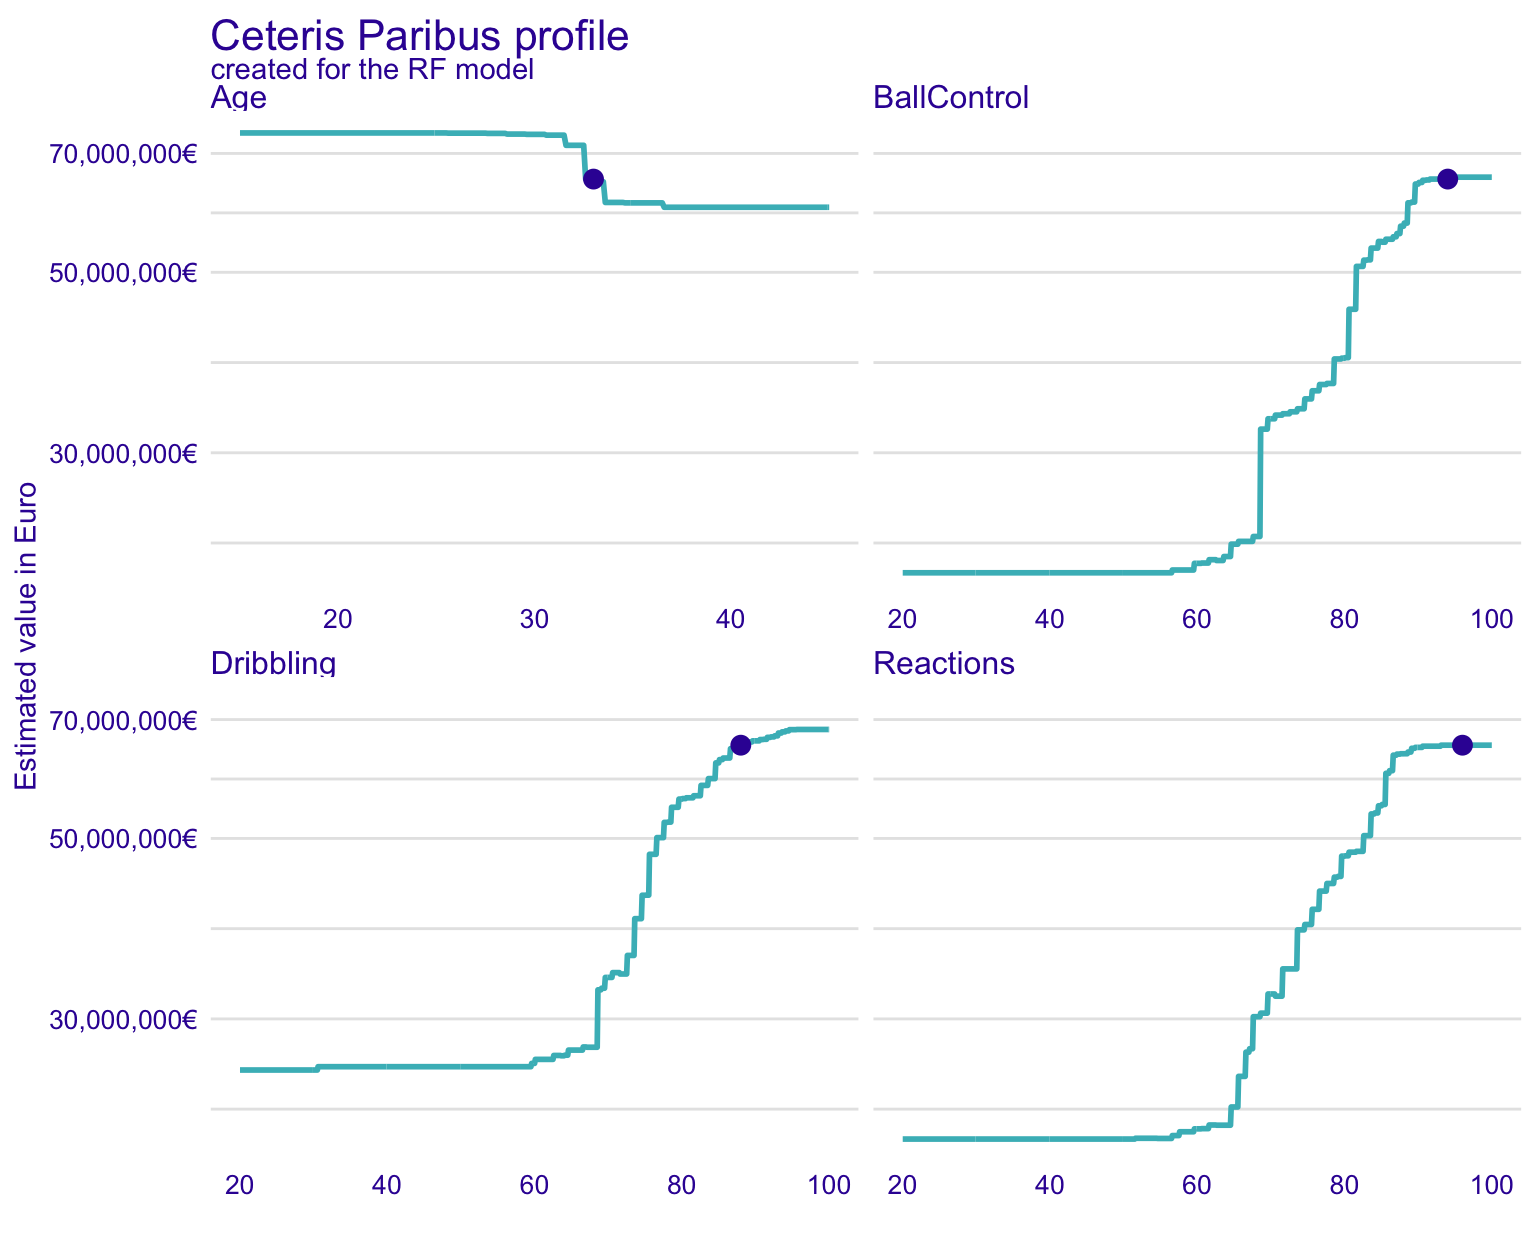 Ceteris Paribus profile
created for the RF model
Age
BallControl
70,000,000€
50,000,000€
30,000,000€
20 30 40
20 40 60 80 100
Estimated value in Euro
Dribbling
Reactions
70,000,000€
50,000,000€
30,000,000€
20 40 60 80 100
20 40 60 80 100